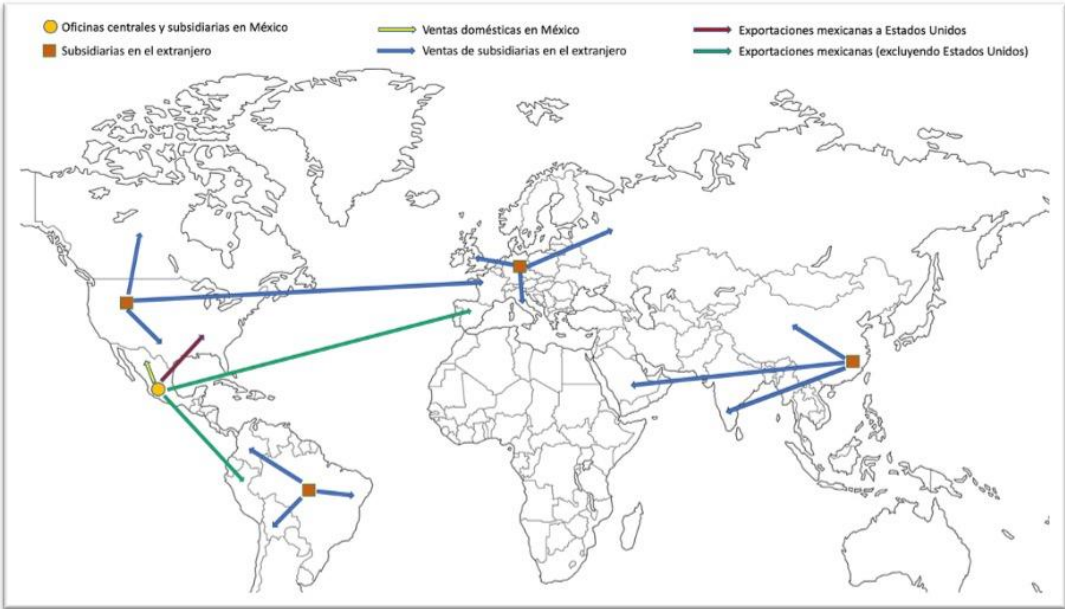 Oficinas centrales y subsidiarias en México
Ventas domésticas en México
Exportaciones mexicanas a Estados Unidos
Subsidiarias en el extranjero
Ventas de subsidiarias en el extranjero
Exportaciones mexicanas (excluyendo Estados Unidos)